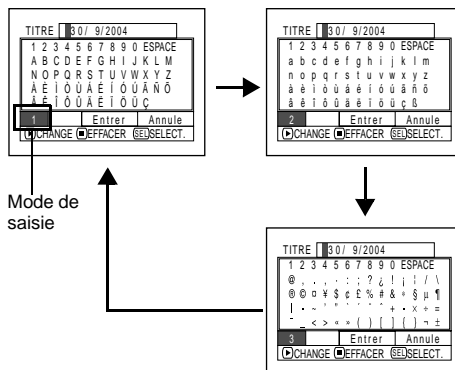 TITRE 30/ 9/2004
1 2 3 4 5 6 7 8 9 0 ESPACE
A B C D E F G H I J K L M
N O P Q R S T U V W X Y Z
À È Ì Ò Ù Á É Í Ó Ú Ã Ñ Õ
Â Ê Î Ô Û Ä Ë Ï Ö Ü Ç
1 Entrer Annule
CHANGE EFFACER SEL SELECT.
Mode de
saisie
TITRE 30/ 9/2004
1 2 3 4 5 6 7 8 9 0 ESPACE
a b c d e f g h i j k l m
n o p q r s t u v w x y z
à è ì ò ù á é í ó ú ã ñ õ
â ê î ô û ä ë ï ö ü ç ß
2 Entrer Annule
CHANGE EFFACER SEL SELECT.
TITRE 30/ 9/2004
1 2 3 4 5 6 7 8 9 0 ESPACE
@ , . : ; ? ¿ ! ¡ ¦ / \
® © ¤ ¥ $ ¢ £ % # & § µ ¶
+ × ÷ =
_ < > « » ( ) [ ] { } ¬ ±
3 Entrer Annule
CHANGE EFFACER SEL SELECT.